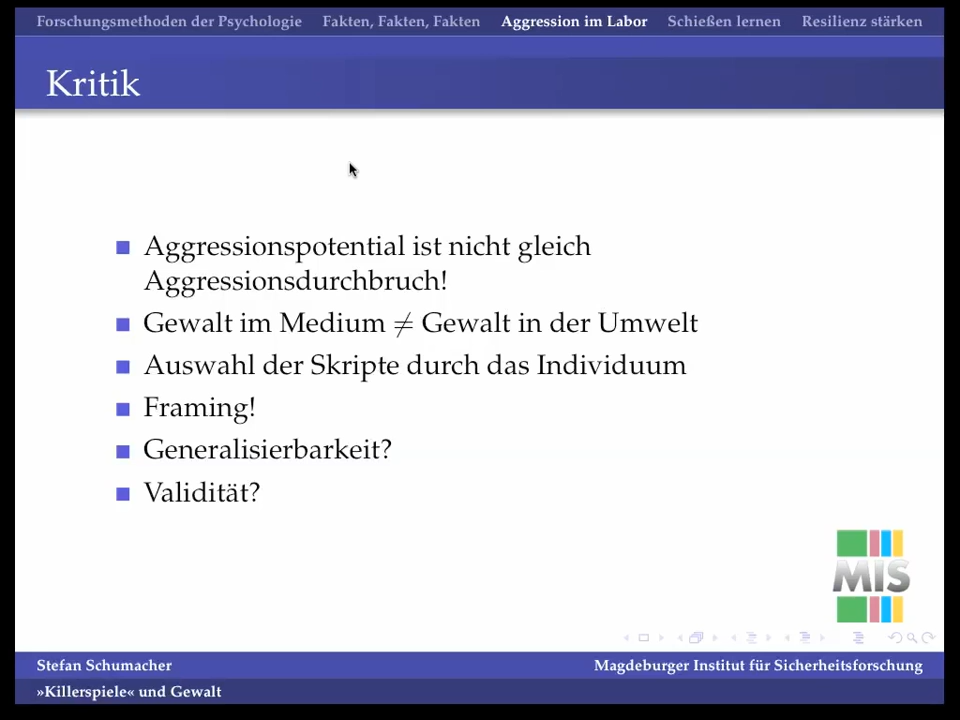 Forschungsmethoden der Psychologie Fakten, Fakten, Fakten Aggression im Labor Schießen lernen Resilienz stärken
Kritik
Aggressionspotential ist nicht gleich
Aggressionsdurchbruch!
Gewalt im Medium ≠ Gewalt in der Umwelt
Auswahl der Skripte durch das Individuum
Framing!
Generalisierbarkeit?
Validität?
MIS
Stefan Schumacher Magdeburger Institut für Sicherheitsforschung
»Killerspiele« und Gewalt